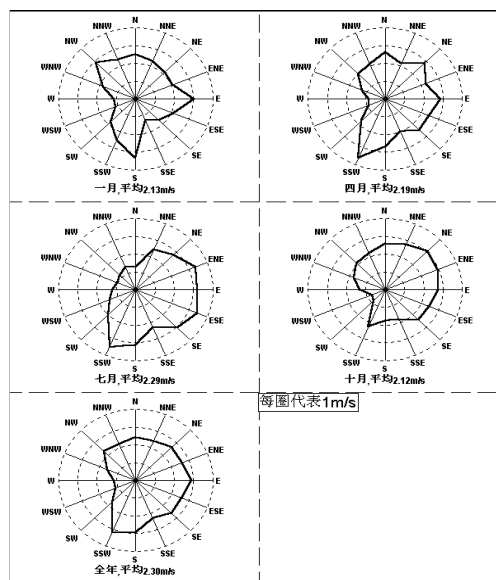 N
NNW
NNE
NW
NE
WNW
ENE
W
E
WSW
ESE
SW
SE
SSW
SSE
S
一月,平均2.13m/s
N
NNW
NNE
NW
NE
WNW
ENE
W
E
WSW
ESE
SW
SE
SSW
SSE
S
四月,平均2.19m/s
N
NNW
NNE
NW
NE
WNW
ENE
W
E
WSW
ESE
SW
SE
SSW
SSE
S
七月,平均2.29m/s
N
NNW
NNE
NW
NE
WNW
ENE
W
E
WSW
ESE
SW
SE
SSW
SSE
S
十月,平均2.12m/s
每圈代表1m/s
N
NNW
NNE
NW
NE
WNW
ENE
W
E
WSW
ESE
SW
SE
SSW
SSE
S
全年,平均2.30m/s